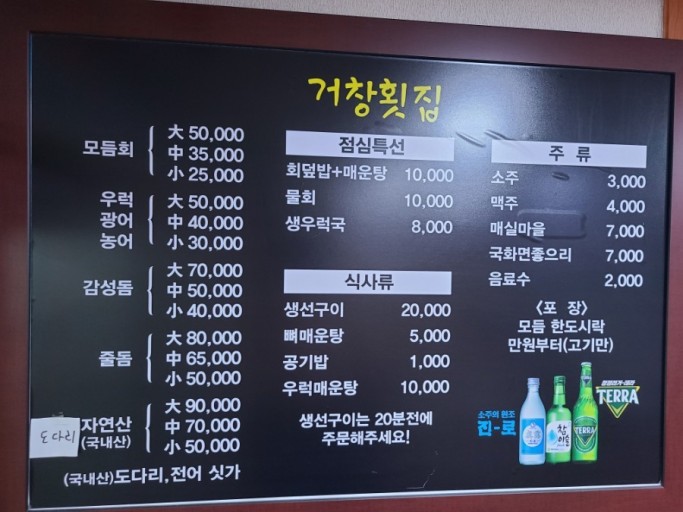 거창횟집
모듬회
大 50,000
中 35,000
小 25,000
우럭
광어
농어
大 50,000
中 40,000
小 30,000
감성돔
大 70,000
中 50,000
小 40,000
줄돔
大 80,000
中 65,000
小 50,000
도다리
자연산
(국내산)
大 90,000
中 70,000
小 50,000
(국내산)도다리,전어 싯가
점심특선
회덮밥+매운탕 10,000
물회 10,000
생우럭국 8,000
식사류
생선구이 20,000
뼈매운탕 5,000
공기밥 1,000
우럭매운탕 10,000
생선구이는 20분전에
주문해주세요!
주 류
소주 3,000
맥주 4,000
매실마을 7,000
국화면좋으리 7,000
음료수 2,000
〈포 장〉
모듬 한도시락
만원부터(고기만)
소주의 원조
진-로
참이슬
TERRA
TERRA